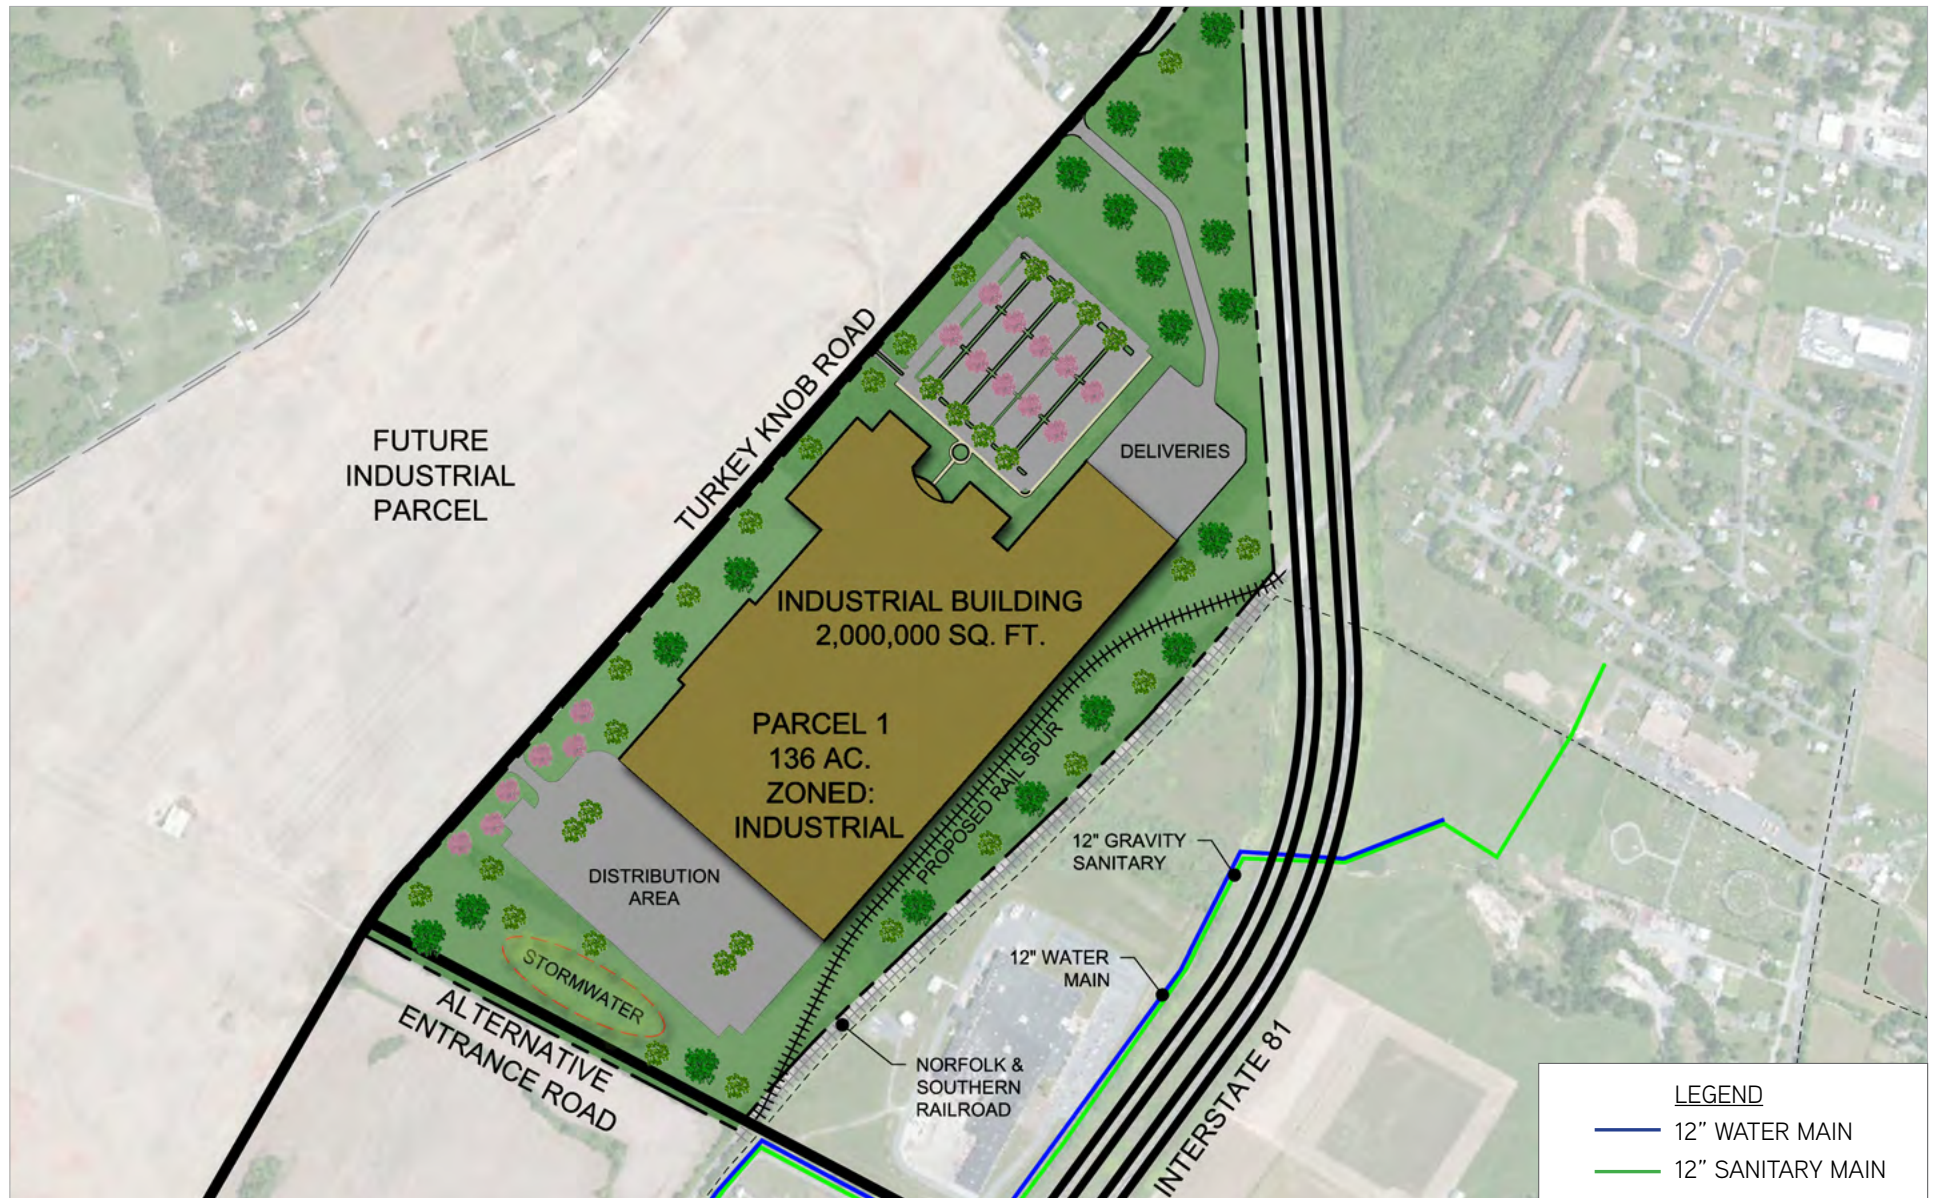 FUTURE
INDUSTRIAL
PARCEL
TURKEY KNOB ROAD
DELIVERIES
INDUSTRIAL BUILDING
2,000,000 SQ. FT.
PARCEL 1
136 AC.
ZONED:
INDUSTRIAL
PROPOSED RAIL SPUR
DISTRIBUTION
AREA
STORMWATER
ALTERNATIVE
ENTRANCE ROAD
12" GRAVITY
SANITARY
12" WATER
MAIN
NORFOLK &
SOUTHERN
RAILROAD
INTERSTATE 81
LEGEND
12” WATER MAIN
12” SANITARY MAIN